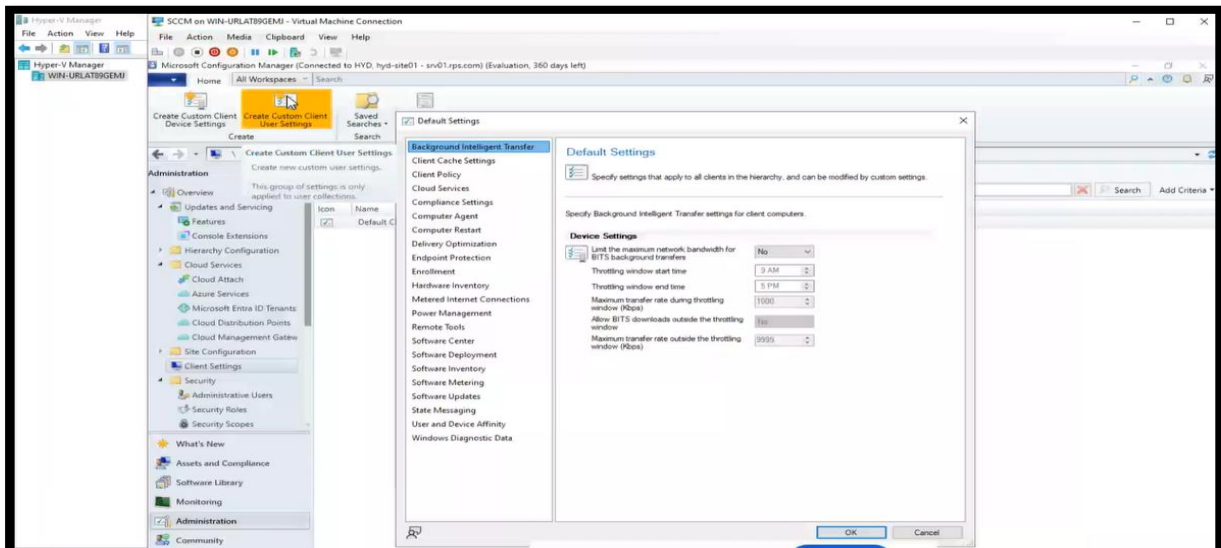 Hyper-V Manager
File Action View Help
Hyper-V Manager
WIN-URLAT89GEMJ
SCCM on WIN-URLAT89GEMJ - Virtual Machine Connection
File Action Media Clipboard View Help
Microsoft Configuration Manager (Connected to HYD, hyd-site01 - srv01.rps.com) (Evaluation, 360 days left)
Home All Workspaces Search
Create Custom Client Device Settings
Create Custom Client User Settings
Saved Searches
Create Search
Create Custom Client User Settings
Create new custom user settings.
This group of settings is only
applied to user collections.
Administration
Overview
Updates and Servicing
Features
Console Extensions
Hierarchy Configuration
Cloud Services
Cloud Attach
Azure Services
Microsoft Entra ID Tenants
Cloud Distribution Points
Cloud Management Gatew
Site Configuration
Client Settings
Security
Administrative Users
Security Roles
Security Scopes
What's New
Assets and Compliance
Software Library
Monitoring
Administration
Community
Icon Name
Default C
Search Add Criteria
Default Settings
Background Intelligent Transfer
Client Cache Settings
Client Policy
Cloud Services
Compliance Settings
Computer Agent
Computer Restart
Delivery Optimization
Endpoint Protection
Enrollment
Hardware Inventory
Metered Internet Connections
Power Management
Remote Tools
Software Center
Software Deployment
Software Inventory
Software Metering
Software Updates
State Messaging
User and Device Affinity
Windows Diagnostic Data
Default Settings
Specify settings that apply to all clients in the hierarchy, and can be modified by custom settings.
Specify Background Intelligent Transfer settings for client computers.
Device Settings
Limit the maximum network bandwidth for
BITS background transfers
No
Throttling window start time
9 AM
Throttling window end time
5 PM
Maximum transfer rate during throttling
window (Kbps)
1000
Allow BITS downloads outside the throttling
window
Yes
Maximum transfer rate outside the throttling
window (Kbps)
9999
OK Cancel